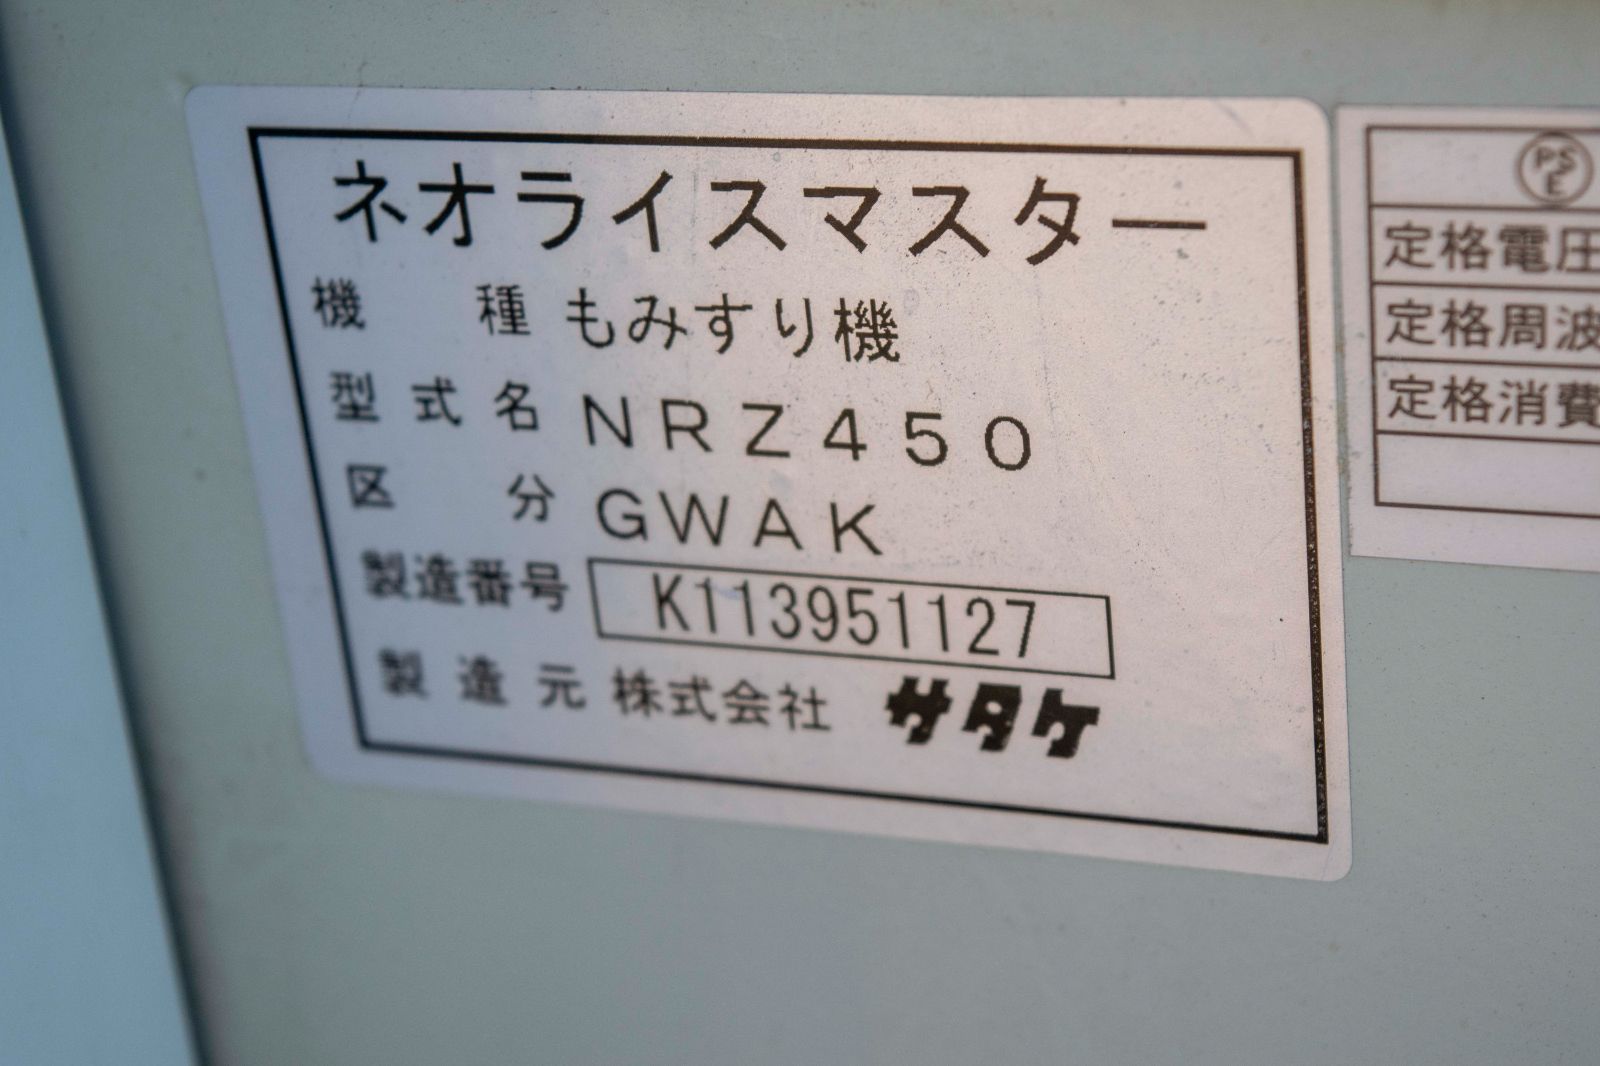 ネオライスマスター
機種 もみすり機
型式名 NRZ450
区分 GWAK
製造番号 K113951127
製造元 株式会社 サタケ
PSE
定格電圧
定格周波
定格消費